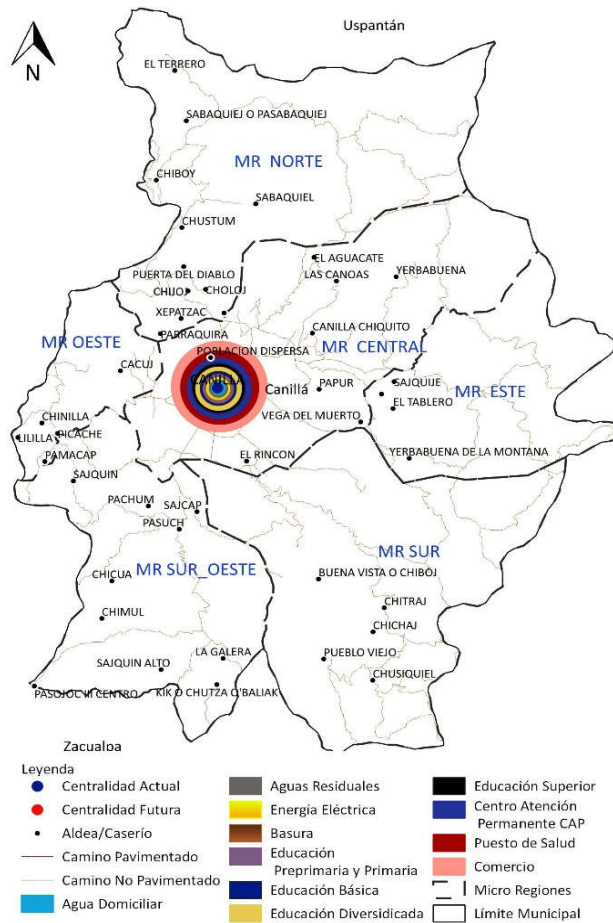 Uspantán
N
EL TERRERO
SABAQUIEJ O PASABAQUIEJ
MR NORTE
CHIBOY
SABAQUIEL
CHUSTUM
EL AGUACATE
PUERTA DEL DIABLO
LAS CANOAS
YERBABUENA
CHIJOJ
CHOLOJ
XEPATZAC
PARRAQUIRA
CANILLA CHIQUITO
MR OESTE
POBLACION DISPERSA
MR CENTRAL
CACUJ
CANILLA
Canillá
PAPUR
SAJQUIJE
MR ESTE
EL TABLERO
CHINILLA
VEGA DEL MUERTO
LILILLA
PICACHE
PAMACAP
EL RINCON
YERBABUENA DE LA MONTANA
SAJQUIN
PACHUM
SAJCAP
PASUCH
MR SUR
MR SUR_OESTE
CHICUA
BUENA VISTA O CHIBOJ
CHIMUL
CHITRAJ
CHICHAJ
LA GALERA
PUEBLO VIEJO
SAJQUIN ALTO
CHUSIQUIEL
PASOJOC III CENTRO
KIK O CHUTZA Q'BALIAK
Zacualpa
Leyenda
Centralidad Actual
Centralidad Futura
Aldea/Caserío
Camino Pavimentado
Camino No Pavimentado
Agua Domiciliar
Aguas Residuales
Energía Eléctrica
Basura
Educación
Preprimaria y Primaria
Educación Básica
Educación Diversidicada
Educación Superior
Centro Atención
Permanente CAP
Puesto de Salud
Comercio
Micro Regiones
Límite Municipal